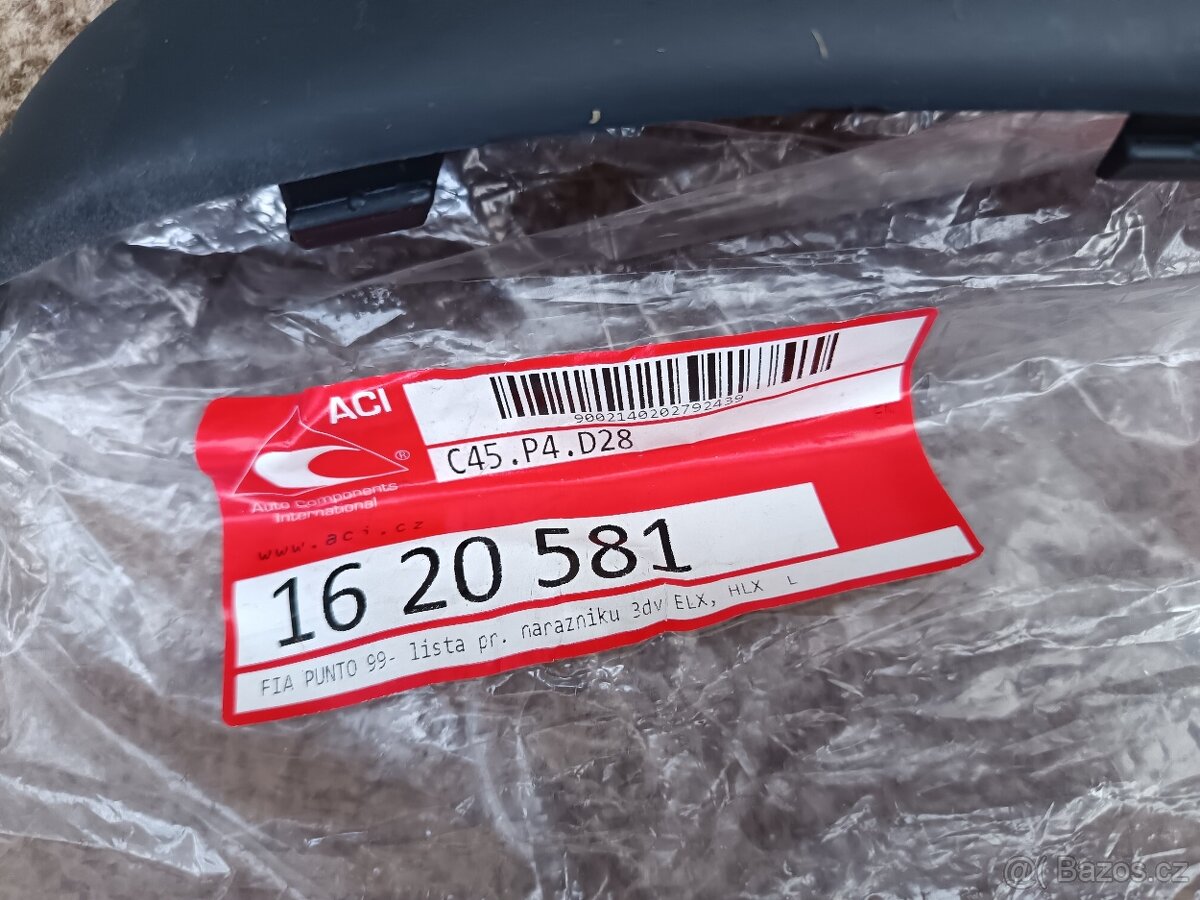 ACI
®
Auto Components
International
www.aci.cz
9002140202792439
C45.P4.D28
16 20 581
FIA PUNTO 99- lista pr. narazniku 3dv ELX, HLX L
@ Bazos.cz